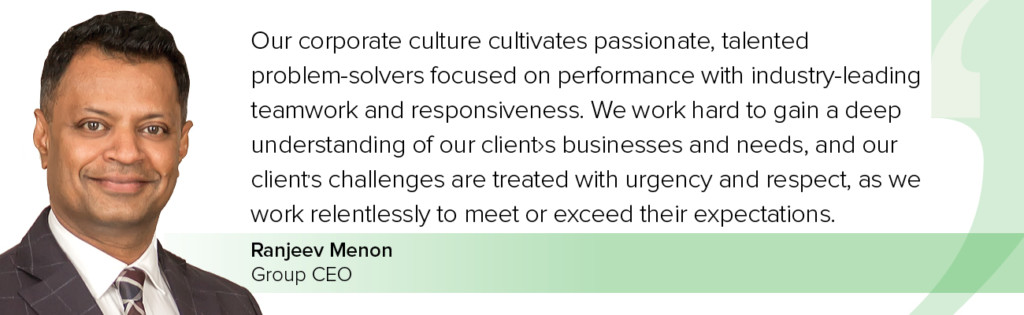 Our corporate culture cultivates passionate, talented
problem-solvers focused on performance with industry-leading
teamwork and responsiveness. We work hard to gain a deep
understanding of our client›s businesses and needs, and our
client's challenges are treated with urgency and respect, as we
work relentlessly to meet or exceed their expectations.
Ranjeev Menon
Group CEO